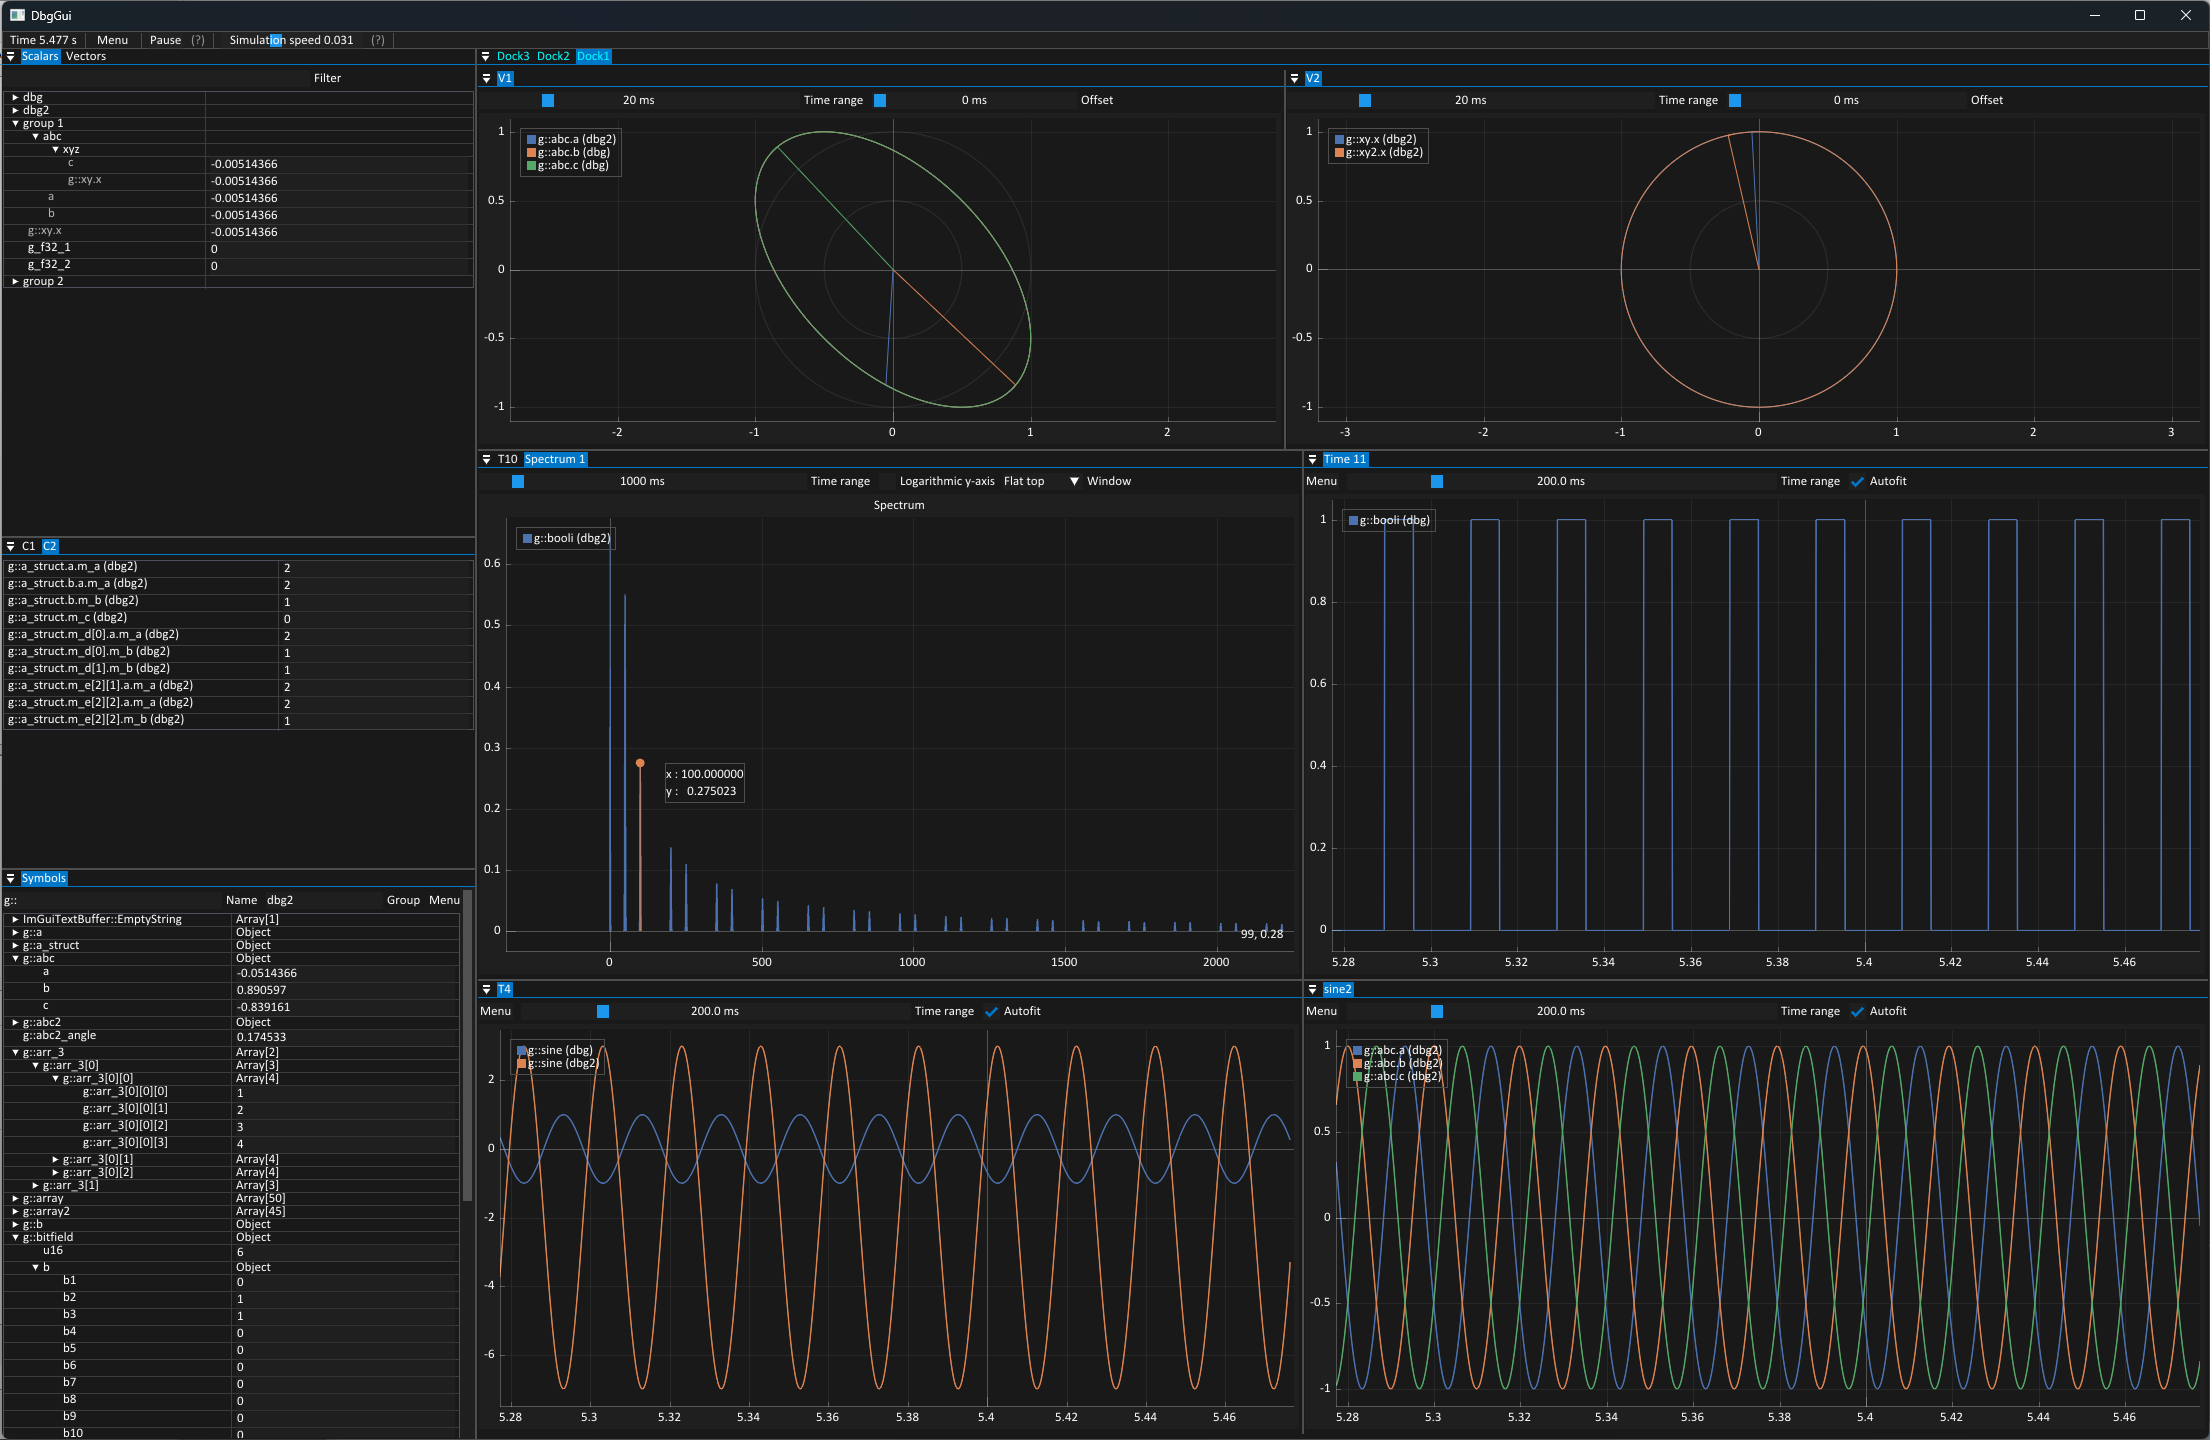 DbgGui
Time 5.477 s Menu Pause (?) Simulation speed 0.031 (?)
Scalars Vectors
Filter
dbg
dbg2
group 1
abc
xyz
c -0.00514366
g::xy.x -0.00514366
a -0.00514366
b -0.00514366
g::xy.x -0.00514366
g_f32_1 0
g_f32_2 0
group 2
C1 C2
g::a_struct.a.m_a (dbg2) 2
g::a_struct.b.a.m_a (dbg2) 2
g::a_struct.b.m_b (dbg2) 1
g::a_struct.m_c (dbg2) 0
g::a_struct.m_d[0].a.m_a (dbg2) 2
g::a_struct.m_d[0].m_b (dbg2) 1
g::a_struct.m_d[1].m_b (dbg2) 1
g::a_struct.m_e[2][1].a.m_a (dbg2) 2
g::a_struct.m_e[2][2].a.m_a (dbg2) 2
g::a_struct.m_e[2][2].m_b (dbg2) 1
Symbols
g:: Name dbg2 Group Menu
ImGuiTextBuffer::EmptyString Array[1]
g::a Object
g::a_struct Object
g::abc Object
a -0.0514366
b 0.890597
c -0.839161
g::abc2 Object
g::abc2_angle 0.174533
g::arr_3 Array[2]
g::arr_3[0] Array[3]
g::arr_3[0][0] Array[4]
g::arr_3[0][0][0] 1
g::arr_3[0][0][1] 2
g::arr_3[0][0][2] 3
g::arr_3[0][0][3] 4
g::arr_3[0][1] Array[4]
g::arr_3[0][2] Array[4]
g::arr_3[1] Array[3]
g::array Array[50]
g::array2 Array[45]
g::b Object
g::bitfield Object
u16 6
b Object
b1 0
b2 1
b3 1
b4 0
b5 0
b6 0
b7 0
b8 0
b9 0
b10 0
Dock3 Dock2 Dock1
V1
20 ms Time range 0 ms Offset
g::abc.a (dbg2)
g::abc.b (dbg)
g::abc.c (dbg)
1
0.5
0
-0.5
-1
-2 -1 0 1 2
V2
20 ms Time range 0 ms Offset
g::xy.x (dbg2)
g::xy2.x (dbg2)
1
0.5
0
-0.5
-1
-3 -2 -1 0 1 2 3
T10 Spectrum 1
1000 ms Time range Logarithmic y-axis Flat top Window
Spectrum
g::booli (dbg2)
0.6
0.5
0.4
0.3
0.2
0.1
0
x : 100.000000
y : 0.275023
99, 0.28
0 500 1000 1500 2000
Time 11
Menu 200.0 ms Time range Autofit
g::booli (dbg)
1
0.8
0.6
0.4
0.2
0
5.28 5.3 5.32 5.34 5.36 5.38 5.4 5.42 5.44 5.46
T4
Menu 200.0 ms Time range Autofit
g::sine (dbg)
g::sine (dbg2)
2
0
-2
-4
-6
5.28 5.3 5.32 5.34 5.36 5.38 5.4 5.42 5.44 5.46
sine2
Menu 200.0 ms Time range Autofit
g::abc.a (dbg2)
g::abc.b (dbg2)
g::abc.c (dbg2)
1
0.5
0
-0.5
-1
5.28 5.3 5.32 5.34 5.36 5.38 5.4 5.42 5.44 5.46